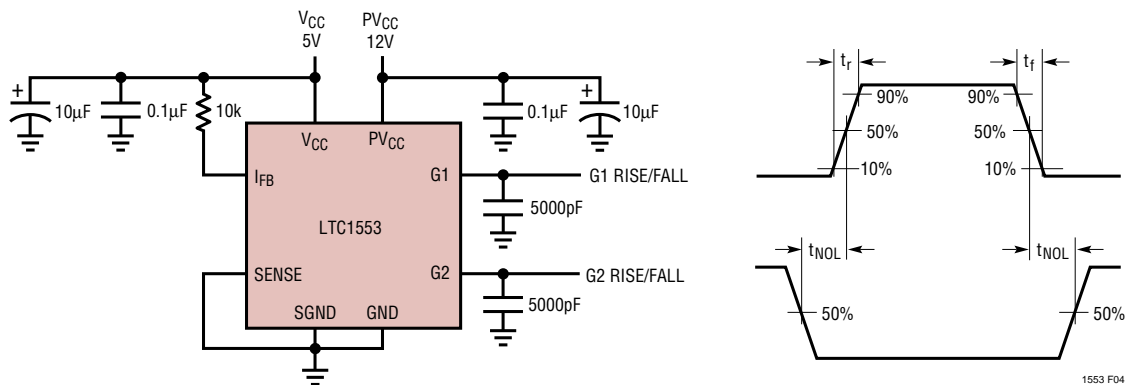 VCC
5V
PVCC
12V
+
10µF
0.1µF
10k
0.1µF
+
10µF
VCC
PVCC
IFB
G1
G1 RISE/FALL
5000pF
LTC1553
SENSE
G2
G2 RISE/FALL
5000pF
SGND
GND
tr
tf
90%
90%
50%
50%
10%
10%
tNOL
tNOL
50%
50%
1553 F04